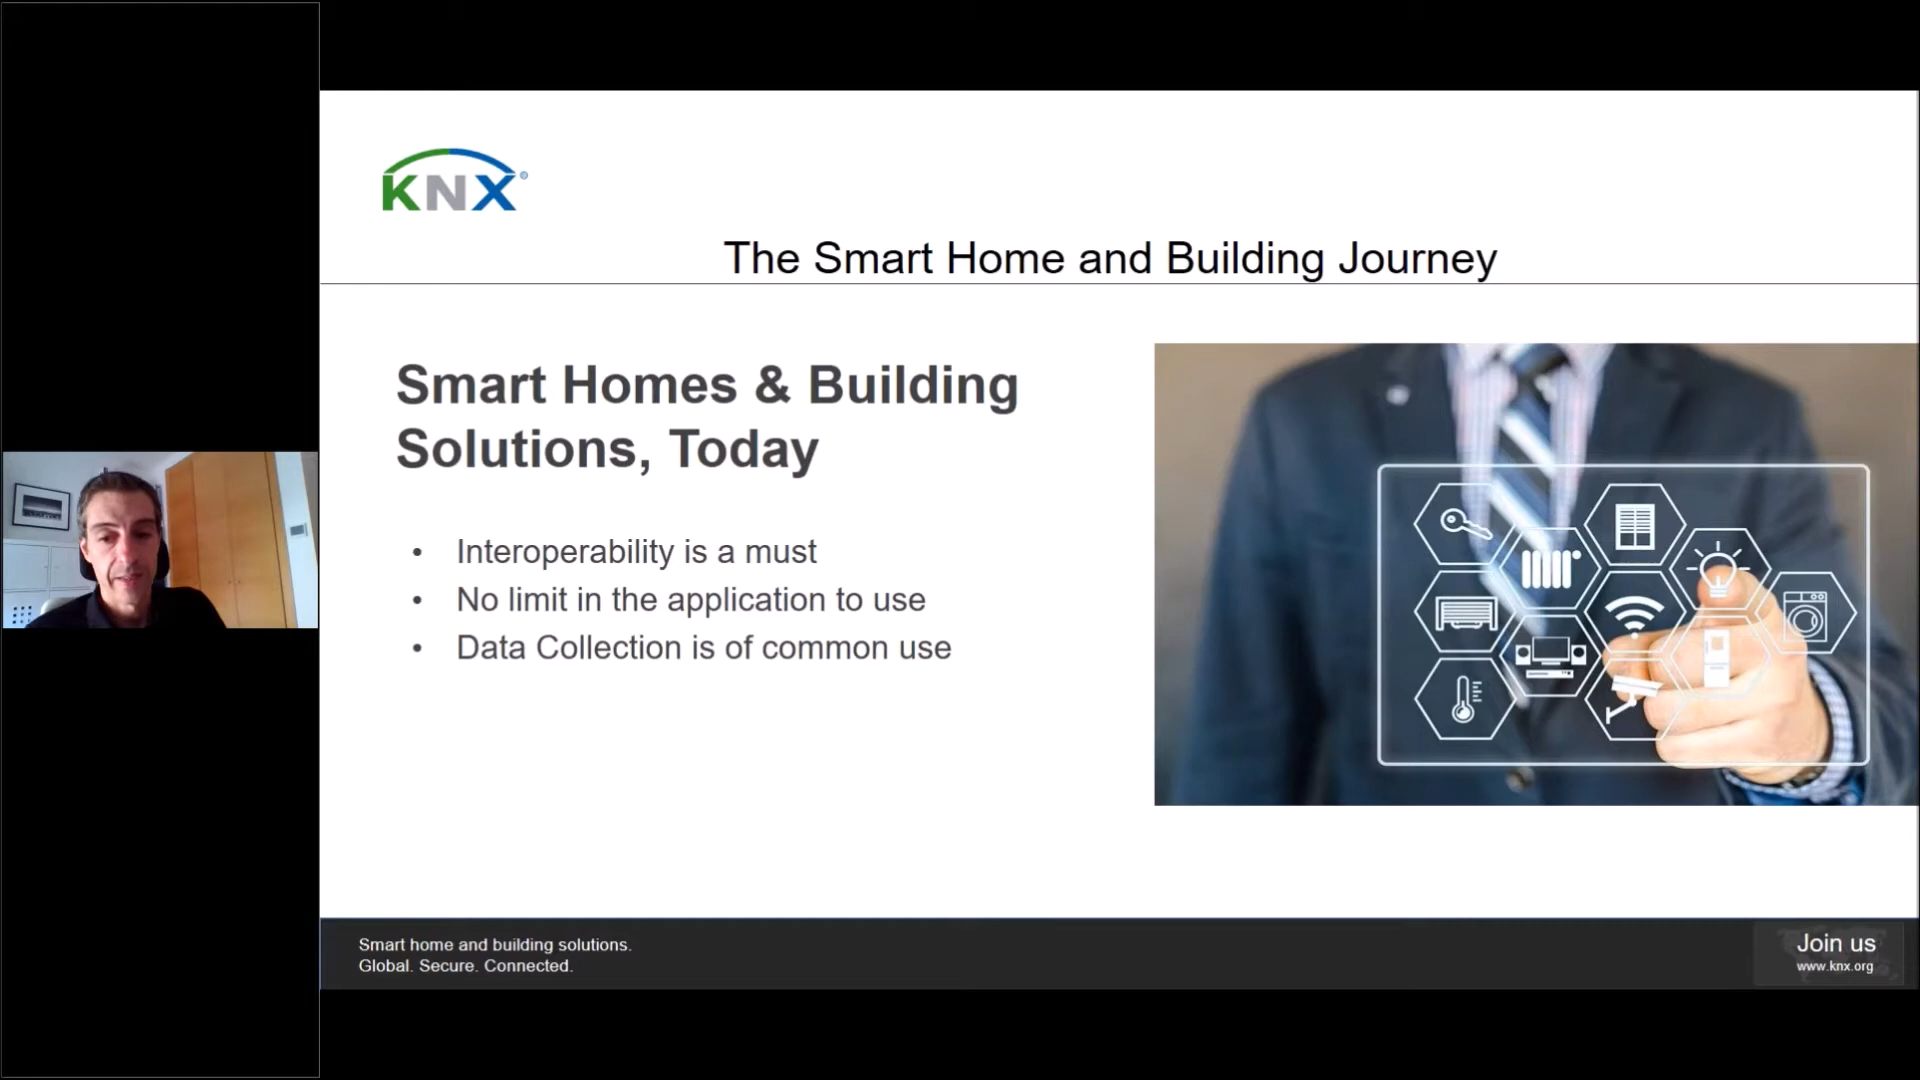 KNX®
The Smart Home and Building Journey
Smart Homes & Building
Solutions, Today
• Interoperability is a must
• No limit in the application to use
• Data Collection is of common use
Smart home and building solutions.
Global. Secure. Connected.
Join us
www.knx.org